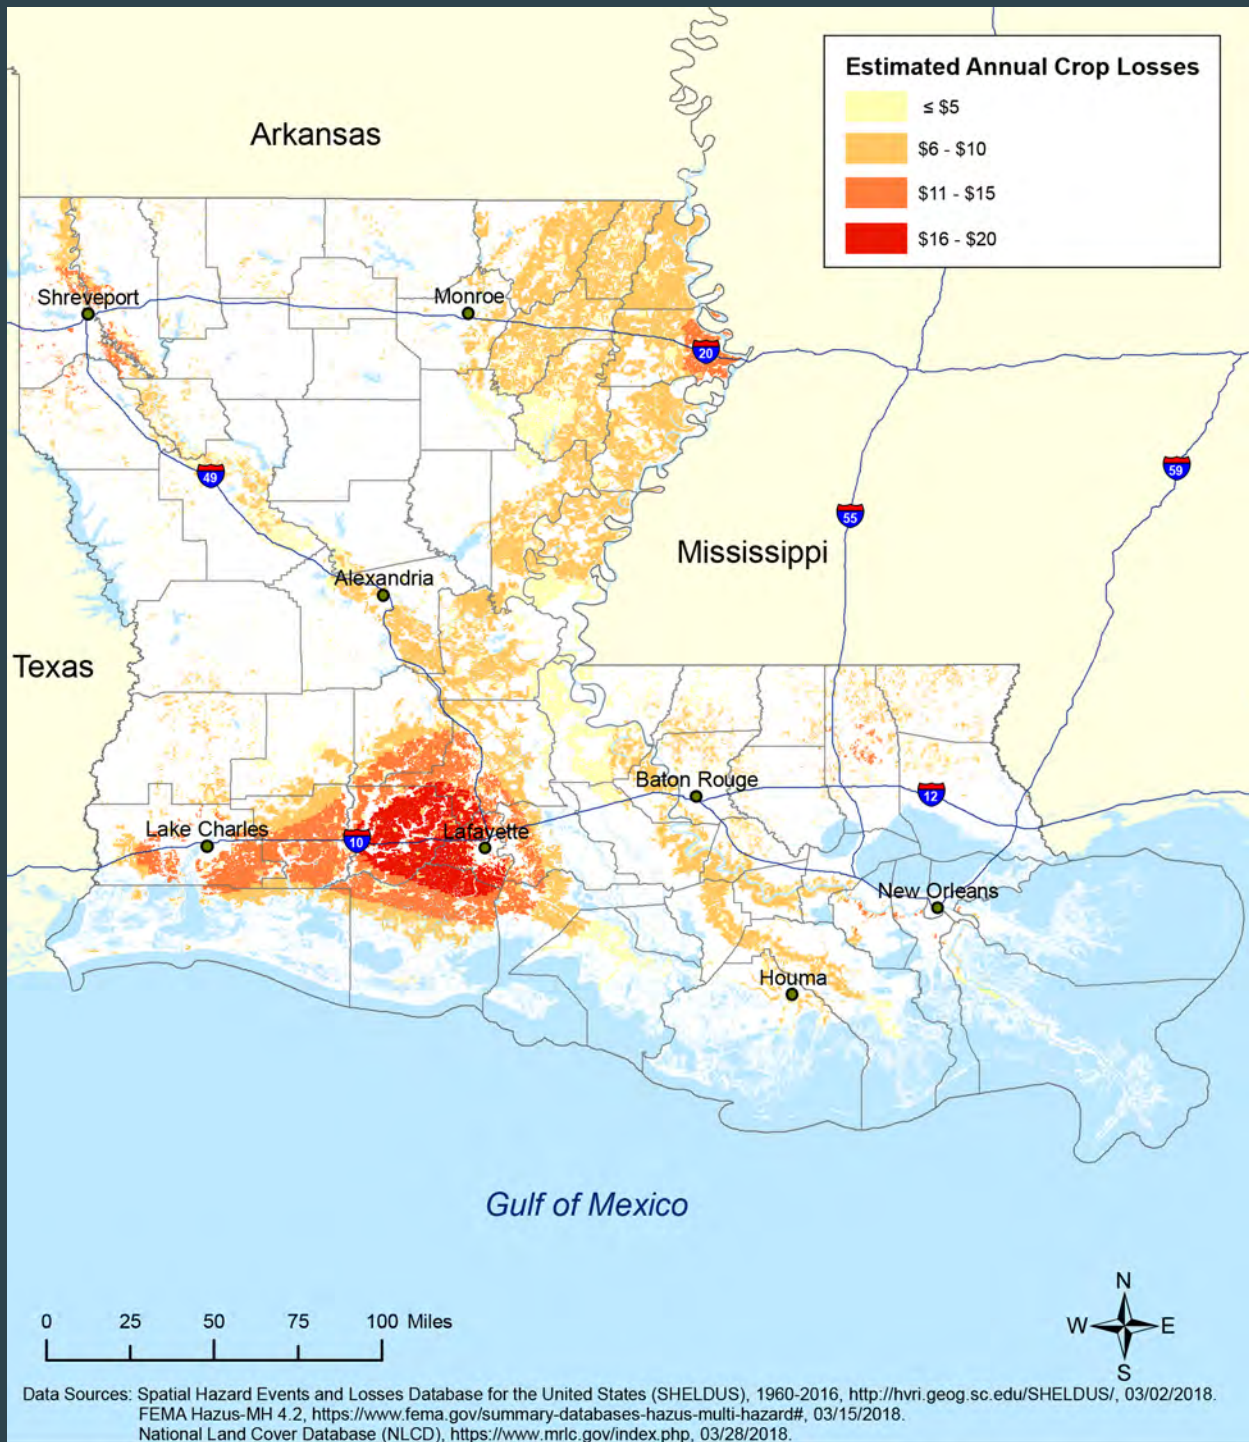 Estimated Annual Crop Losses
≤ $5
$6 - $10
$11 - $15
$16 - $20
Arkansas
Shreveport
Monroe
20
49
59
55
Mississippi
Alexandria
Texas
Baton Rouge
12
Lake Charles
10
Lafayette
New Orleans
Houma
Gulf of Mexico
N
W E
S
0 25 50 75 100 Miles
Data Sources: Spatial Hazard Events and Losses Database for the United States (SHELDUS), 1960-2016, http://hvri.geog.sc.edu/SHELDUS/, 03/02/2018.
FEMA Hazus-MH 4.2, https://www.fema.gov/summary-databases-hazus-multi-hazard#, 03/15/2018.
National Land Cover Database (NLCD), https://www.mrlc.gov/index.php, 03/28/2018.